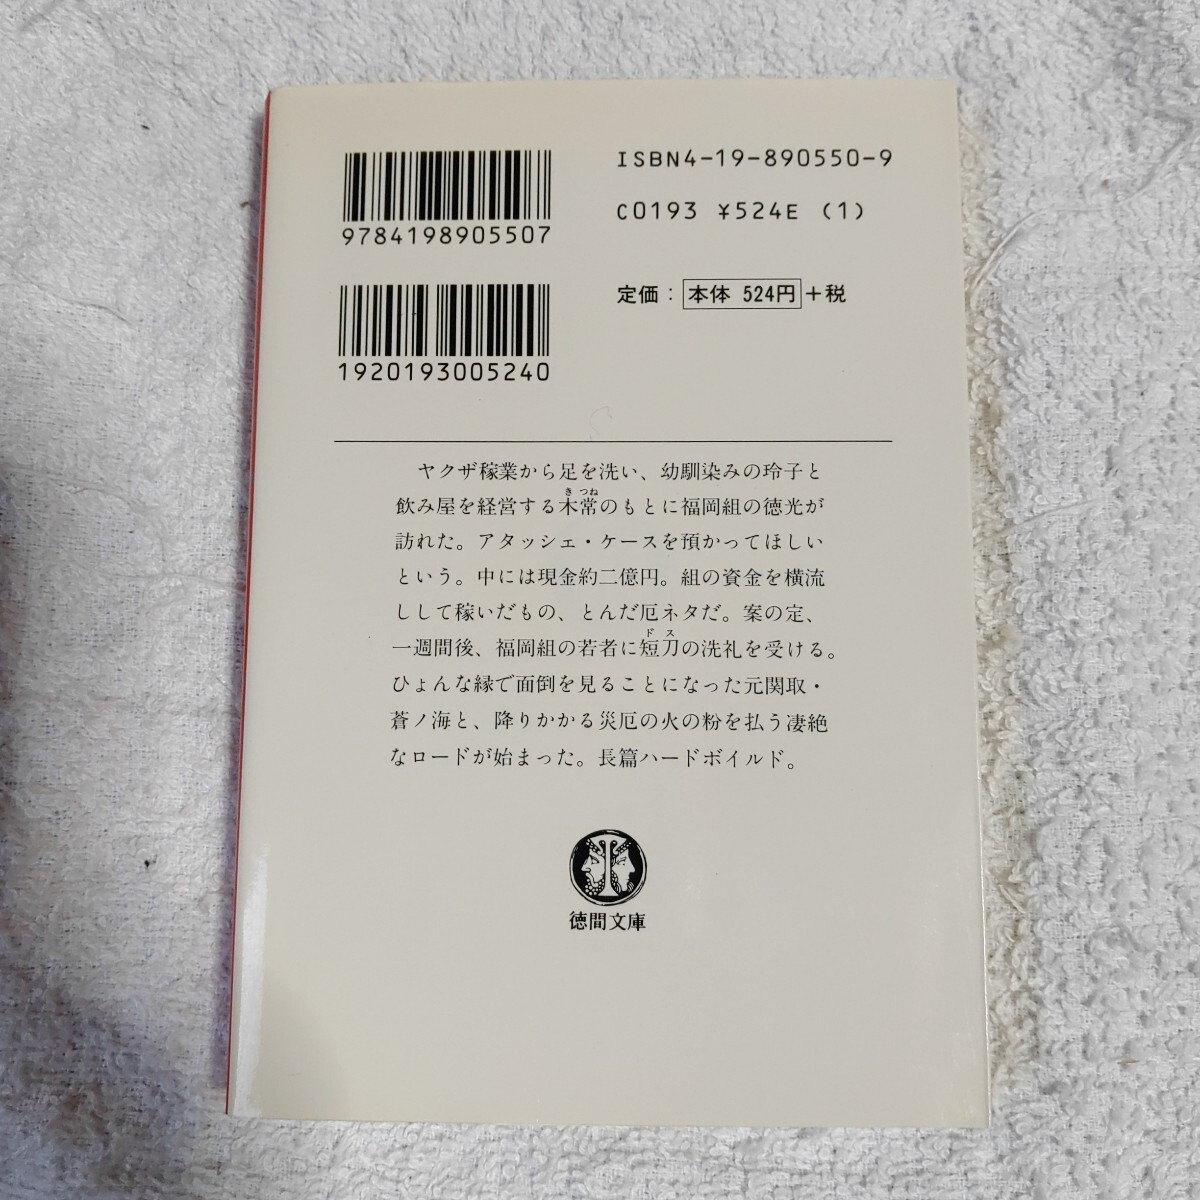 ISBN4-19-890550-9
9784198905507
C0193 ¥524E (1)
定価：本体 524円+税
1920193005240
ヤクザ稼業から足を洗い、幼馴染みの玲子と
飲み屋を経営する木常のもとに福岡組の徳光が
きつね
訪れた。アタッシェ・ケースを預かってほしい
という。中には現金約二億円。組の資金を横流
しして稼いだもの、とんだ厄ネタだ。案の定、
一週間後、福岡組の若者に短刀の洗礼を受ける。
ドス
ひょんな縁で面倒を見ることになった元関取・
蒼ノ海と、降りかかる災厄の火の粉を払う凄絶
なロードが始まった。長篇ハードボイルド。
徳間文庫